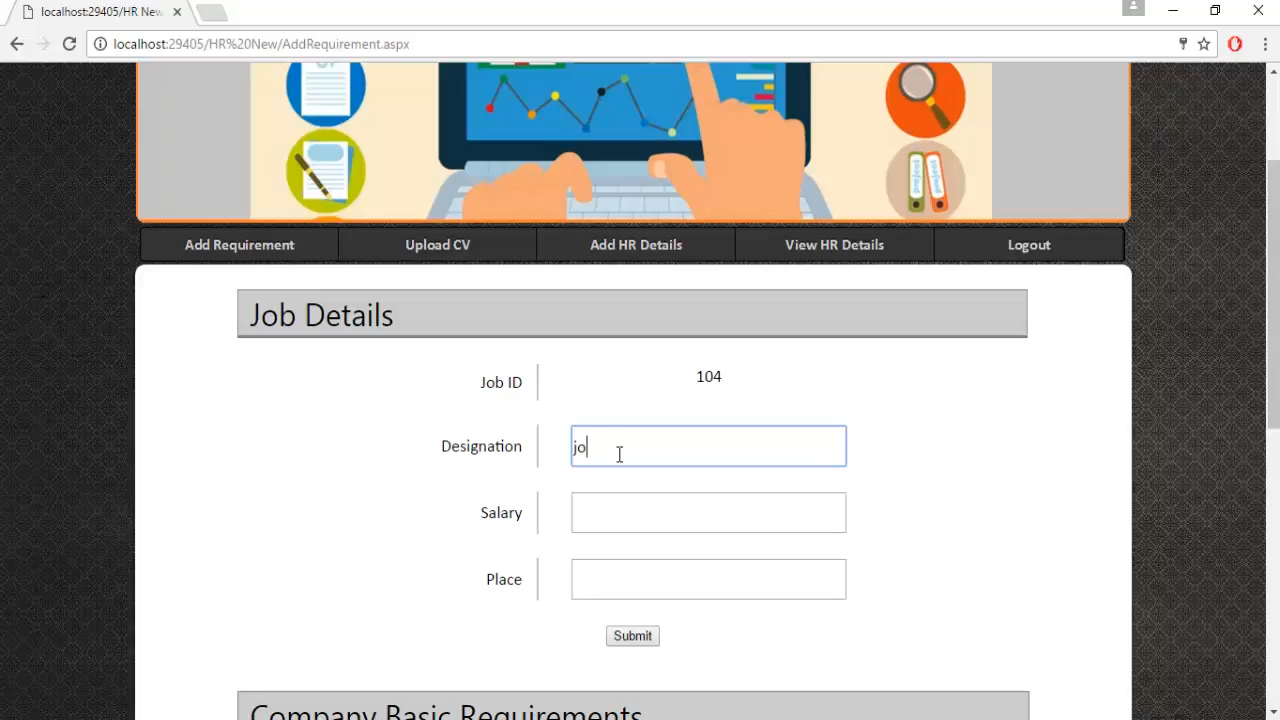 localhost:29405/HR New
localhost:29405/HR%20New/AddRequirement.aspx
Add Requirement Upload CV Add HR Details View HR Details Logout
Job Details
Job ID 104
Designation jo
Salary
Place
Submit
Company Basic Requirements